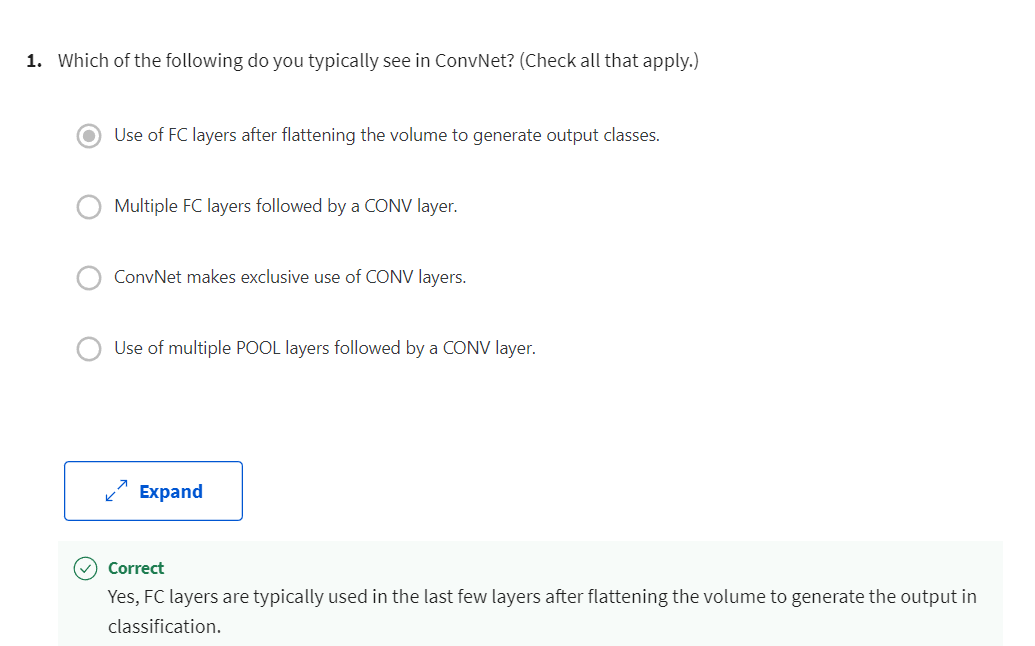 1. Which of the following do you typically see in ConvNet? (Check all that apply.)
Use of FC layers after flattening the volume to generate output classes.
Multiple FC layers followed by a CONV layer.
ConvNet makes exclusive use of CONV layers.
Use of multiple POOL layers followed by a CONV layer.
Expand
Correct
Yes, FC layers are typically used in the last few layers after flattening the volume to generate the output in
classification.